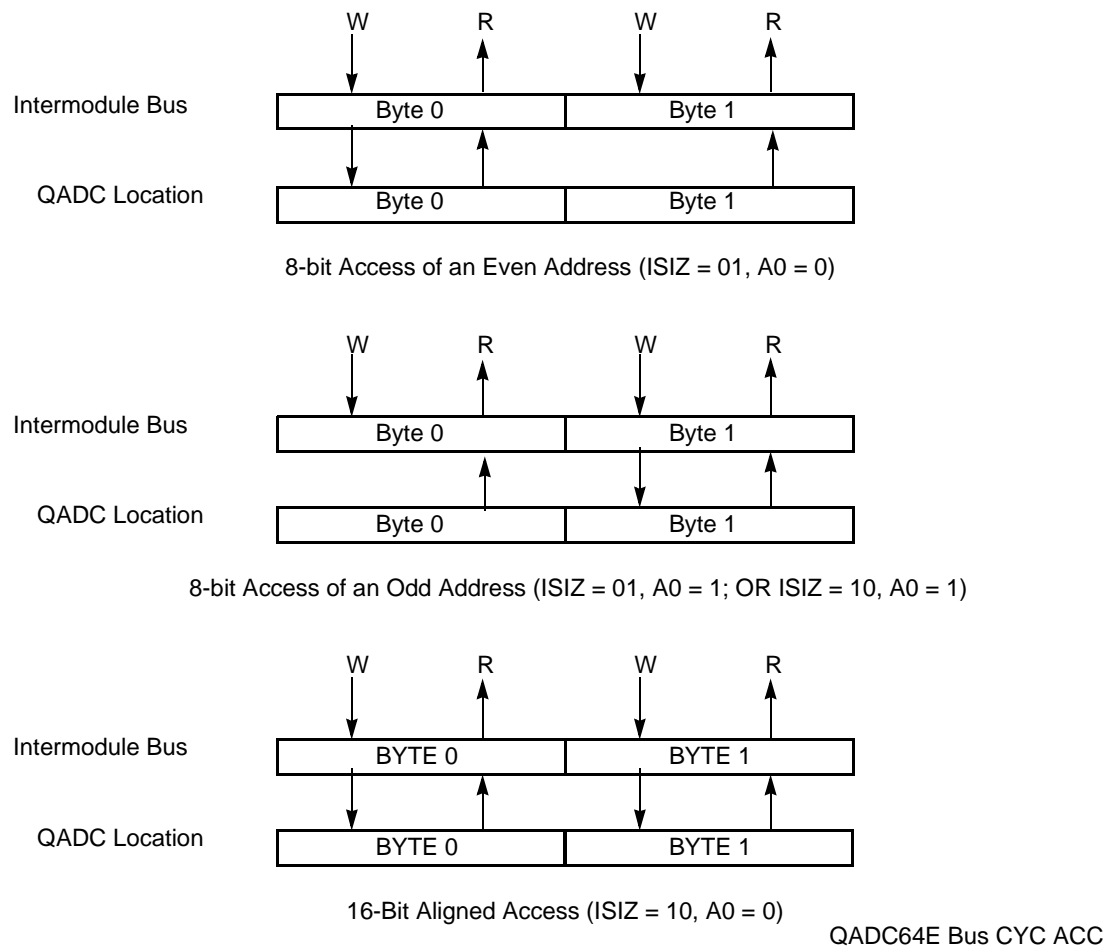 W R W R
Intermodule Bus Byte 0 Byte 1
QADC Location Byte 0 Byte 1
8-bit Access of an Even Address (ISIZ = 01, A0 = 0)
W R W R
Intermodule Bus Byte 0 Byte 1
QADC Location Byte 0 Byte 1
8-bit Access of an Odd Address (ISIZ = 01, A0 = 1; OR ISIZ = 10, A0 = 1)
W R W R
Intermodule Bus BYTE 0 BYTE 1
QADC Location BYTE 0 BYTE 1
16-Bit Aligned Access (ISIZ = 10, A0 = 0)
QADC64E Bus CYC ACC